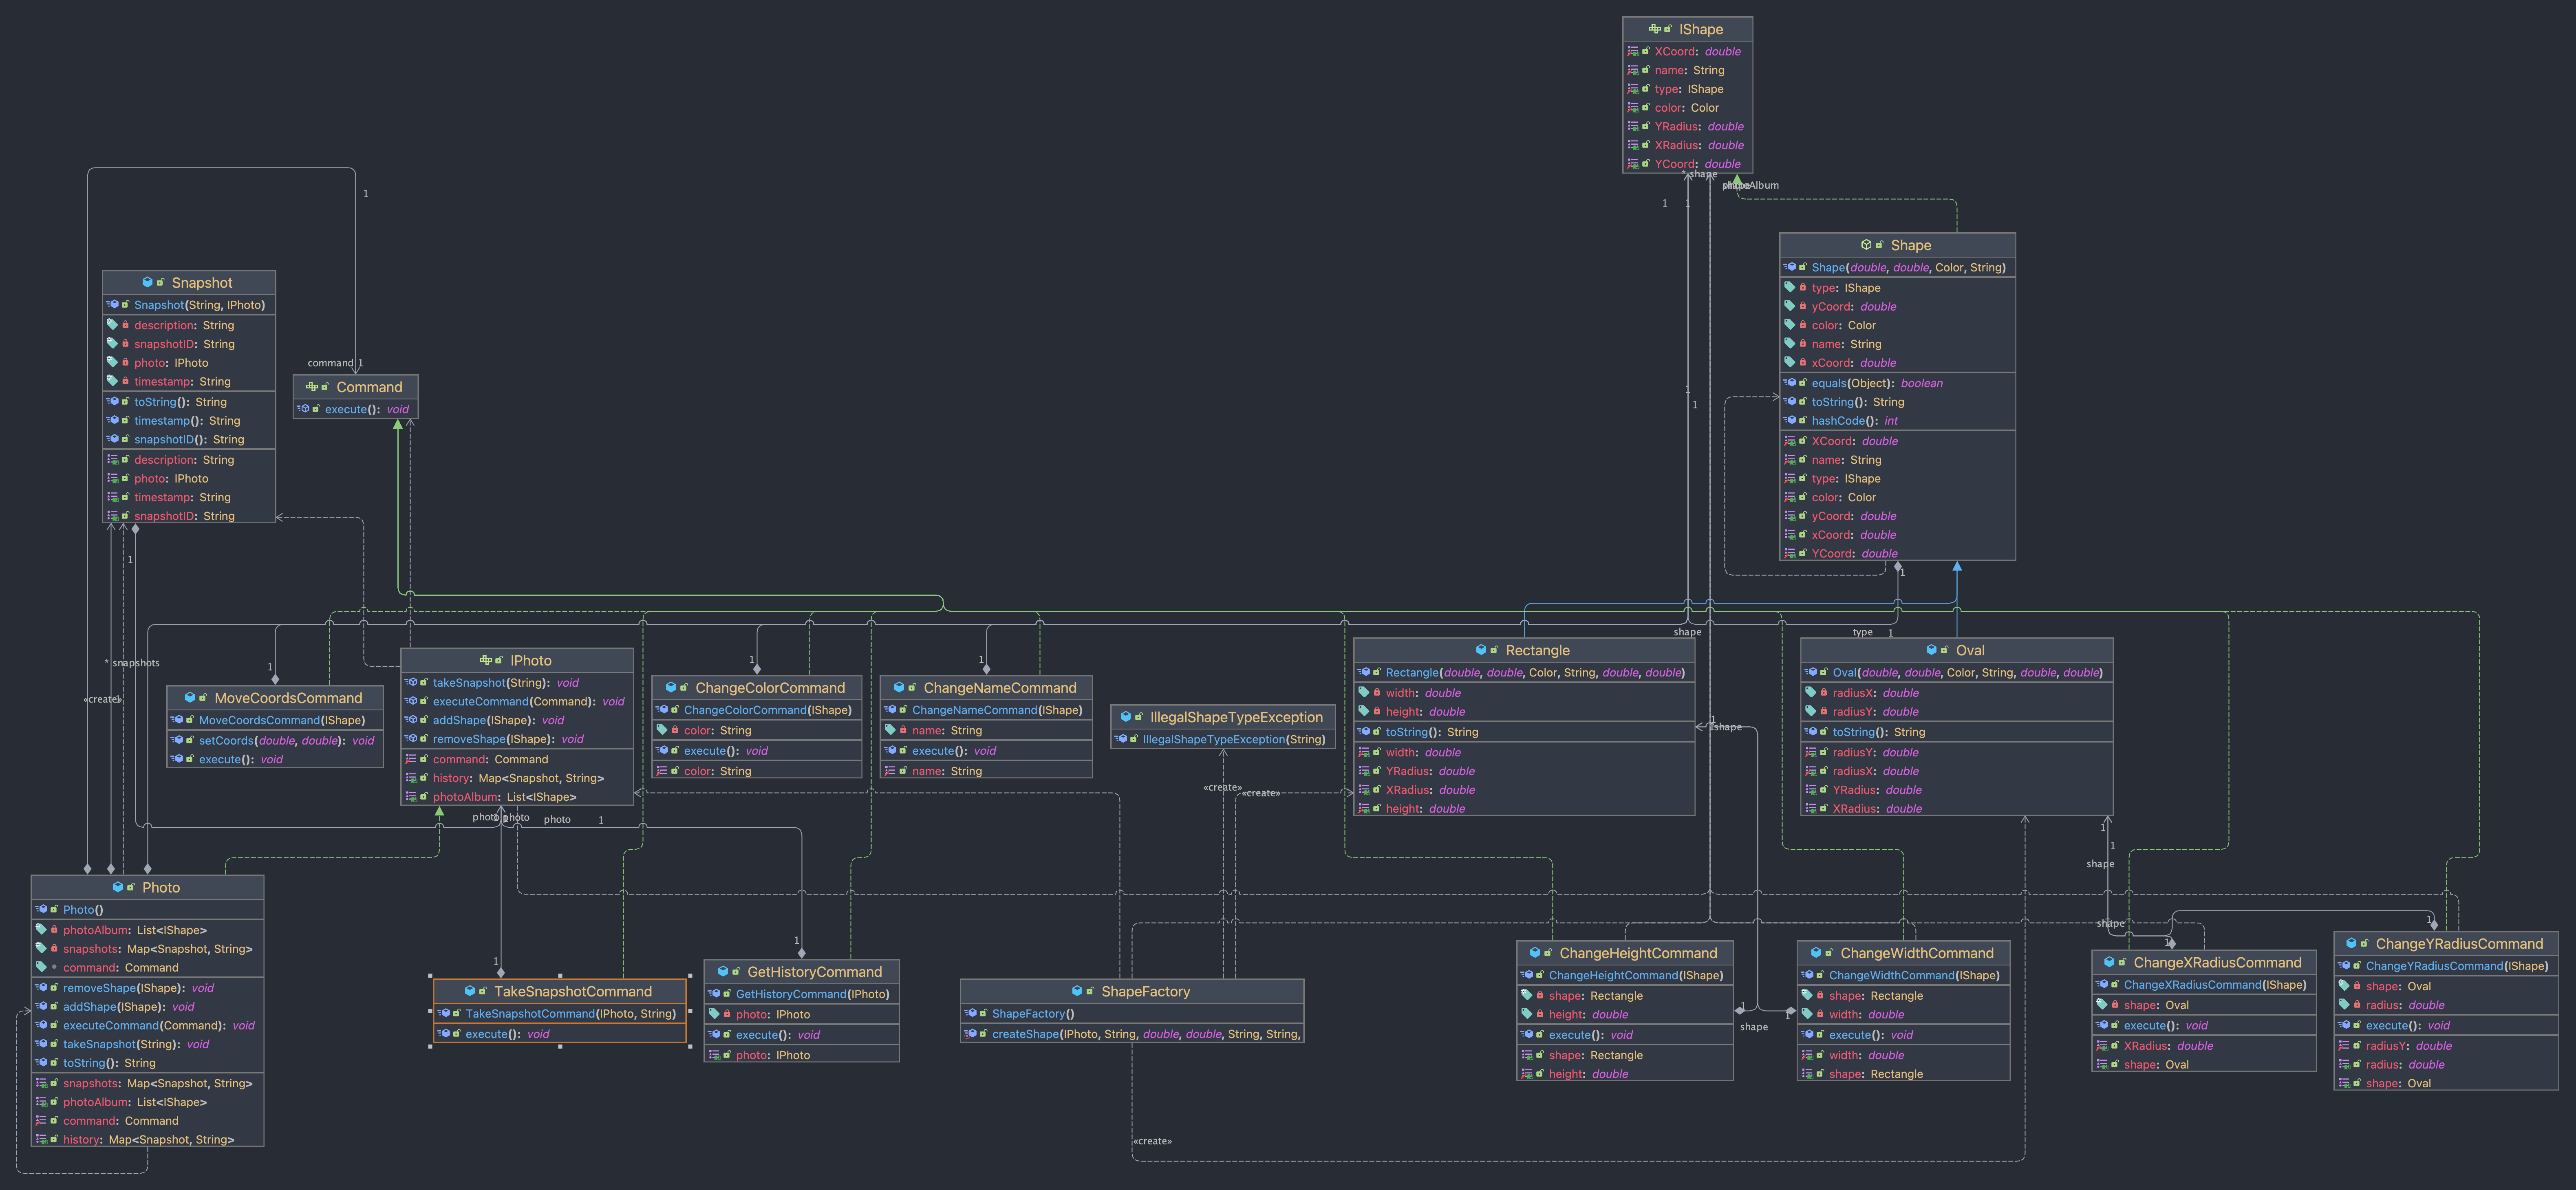 IShape
XCoord: double
name: String
type: IShape
color: Color
YRadius: double
XRadius: double
YCoord: double
* shape
1
1
Shape
Shape(double, double, Color, String)
type: IShape
yCoord: double
color: Color
name: String
xCoord: double
equals(Object): boolean
toString(): String
hashCode(): int
XCoord: double
name: String
type: IShape
color: Color
yCoord: double
xCoord: double
YCoord: double
1
1
1
1
Snapshot
Snapshot(String, IPhoto)
description: String
snapshotID: String
photo: IPhoto
timestamp: String
toString(): String
timestamp(): String
snapshotID(): String
description: String
photo: IPhoto
timestamp: String
snapshotID: String
1
command 1
Command
execute(): void
1
* snapshots
«create»
1
MoveCoordsCommand
MoveCoordsCommand(IShape)
setCoords(double, double): void
execute(): void
IPhoto
takeSnapshot(String): void
executeCommand(Command): void
addShape(IShape): void
removeShape(IShape): void
command: Command
history: Map<Snapshot, String>
photoAlbum: List<IShape>
photo
photo
photo
1
1
ChangeColorCommand
ChangeColorCommand(IShape)
color: String
execute(): void
color: String
1
ChangeNameCommand
ChangeNameCommand(IShape)
name: String
execute(): void
name: String
IllegalShapeTypeException
IllegalShapeTypeException(String)
«create»
«create»
shape
Rectangle
Rectangle(double, double, Color, String, double, double)
width: double
height: double
toString(): String
width: double
YRadius: double
XRadius: double
height: double
1
shape
type
1
Oval
Oval(double, double, Color, String, double, double)
radiusX: double
radiusY: double
toString(): String
radiusY: double
radiusX: double
YRadius: double
XRadius: double
1
1
shape
shape
Photo
Photo()
photoAlbum: List<IShape>
snapshots: Map<Snapshot, String>
command: Command
removeShape(IShape): void
addShape(IShape): void
executeCommand(Command): void
takeSnapshot(String): void
toString(): String
snapshots: Map<Snapshot, String>
photoAlbum: List<IShape>
command: Command
history: Map<Snapshot, String>
1
TakeSnapshotCommand
TakeSnapshotCommand(IPhoto, String)
execute(): void
1
GetHistoryCommand
GetHistoryCommand(IPhoto)
photo: IPhoto
execute(): void
photo: IPhoto
ShapeFactory
ShapeFactory()
createShape(IPhoto, String, double, double, String, String,
«create»
ChangeHeightCommand
ChangeHeightCommand(IShape)
shape: Rectangle
height: double
execute(): void
shape: Rectangle
height: double
1
shape
1
ChangeWidthCommand
ChangeWidthCommand(IShape)
shape: Rectangle
width: double
execute(): void
width: double
shape: Rectangle
1
ChangeXRadiusCommand
ChangeXRadiusCommand(IShape)
shape: Oval
execute(): void
XRadius: double
shape: Oval
1
ChangeYRadiusCommand
ChangeYRadiusCommand(IShape)
shape: Oval
radius: double
execute(): void
radiusY: double
radius: double
shape: Oval